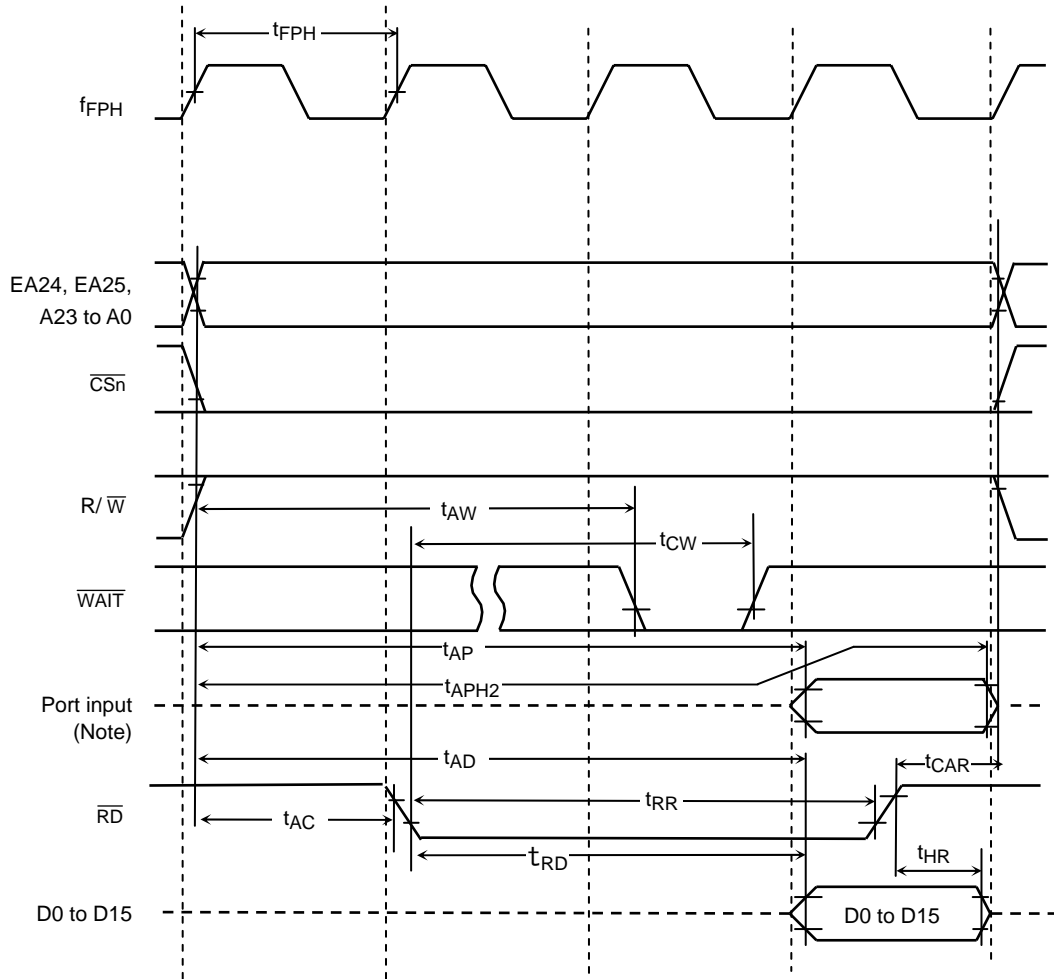 tFPH
fFPH
EA24, EA25,
A23 to A0
CSn
R/ W
tAW
tCW
WAIT
tAP
tAPH2
Port input
(Note)
tAD
tCAR
tRR
RD
tAC
tRD
tHR
D0 to D15
D0 to D15